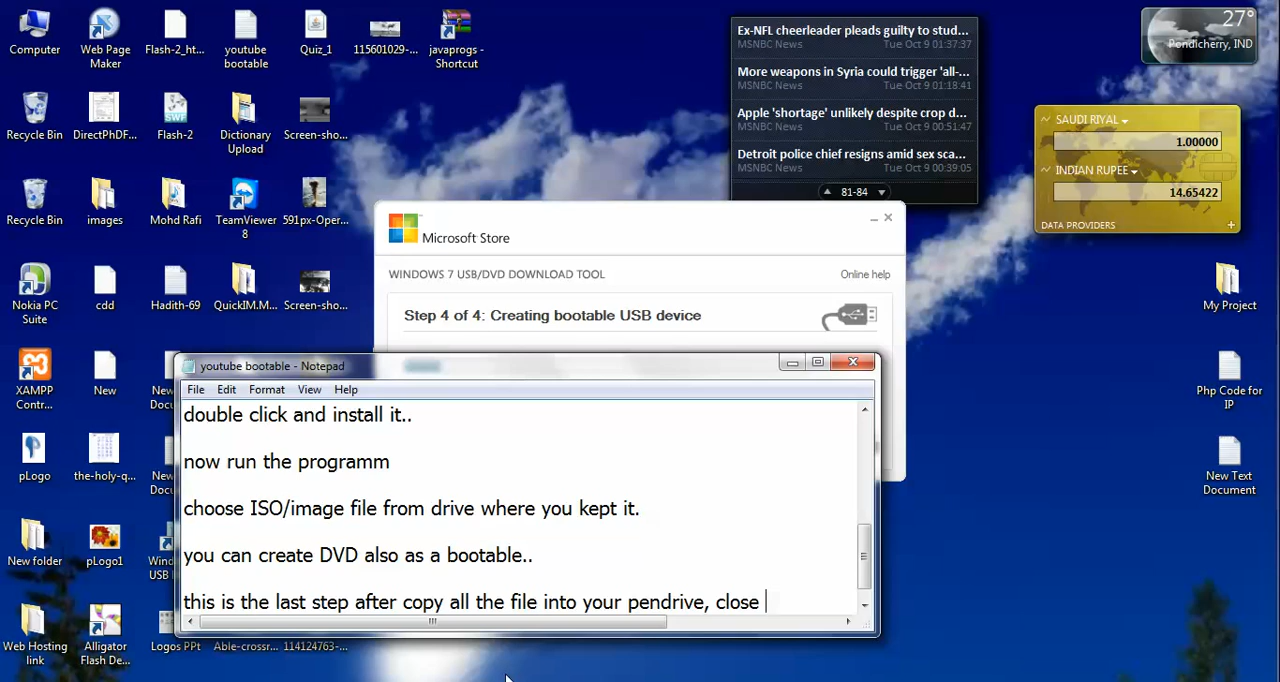 Computer
Web Page Maker
Flash-2_ht...
youtube bootable
Quiz_1
115601029-...
javaprogs - Shortcut
Recycle Bin
DirectPhDF...
Flash-2
Dictionary Upload
Screen-sho...
Recycle Bin
images
Mohd Rafi
TeamViewer 8
591px-Oper...
Nokia PC Suite
cdd
Hadith-69
QuickIM.M...
Screen-sho...
XAMPP Contr...
New
New Docu
pLogo
the-holy-q...
New Docu
New folder
pLogo1
Wind USB
Web Hosting link
Alligator Flash De...
Logos PPt
Able-crossr...
114124763-...
Ex-NFL cheerleader pleads guilty to stud...
MSNBC News Tue Oct 9 01:37:37
More weapons in Syria could trigger 'all-...
MSNBC News Tue Oct 9 01:18:41
Apple 'shortage' unlikely despite crop d...
MSNBC News Tue Oct 9 00:51:47
Detroit police chief resigns amid sex sca...
MSNBC News Tue Oct 9 00:39:05
81-84
27°
Pondicherry, IND
SAUDI RIYAL
1.00000
INDIAN RUPEE
14.65422
DATA PROVIDERS +
My Project
Php Code for IP
New Text Document
Microsoft Store
WINDOWS 7 USB/DVD DOWNLOAD TOOL Online help
Step 4 of 4: Creating bootable USB device
youtube bootable - Notepad
File Edit Format View Help
double click and install it..
now run the programm
choose ISO/image file from drive where you kept it.
you can create DVD also as a bootable..
this is the last step after copy all the file into your pendrive, close